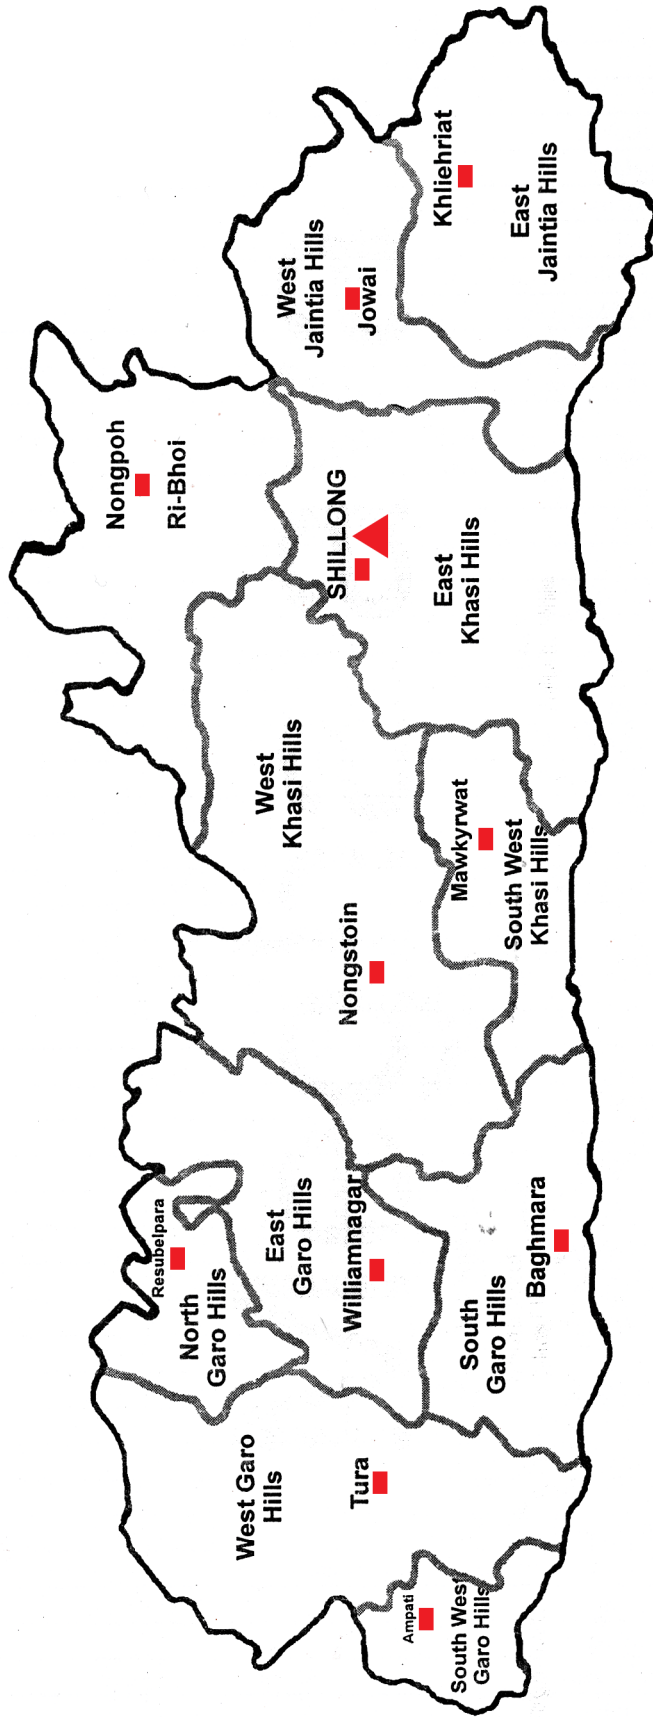 West Garo
Hills
Tura
Ampati
South West
Garo Hills
Resubelpara
North
Garo Hills
East
Garo Hills
Williamnagar
South
Garo Hills
Baghmara
West
Khasi Hills
Nongstoin
Mawkyrwat
South West
Khasi Hills
Nongpoh
Ri-Bhoi
SHILLONG
East
Khasi Hills
West
Jaintia Hills
Jowai
Khliehriat
East
Jaintia Hills